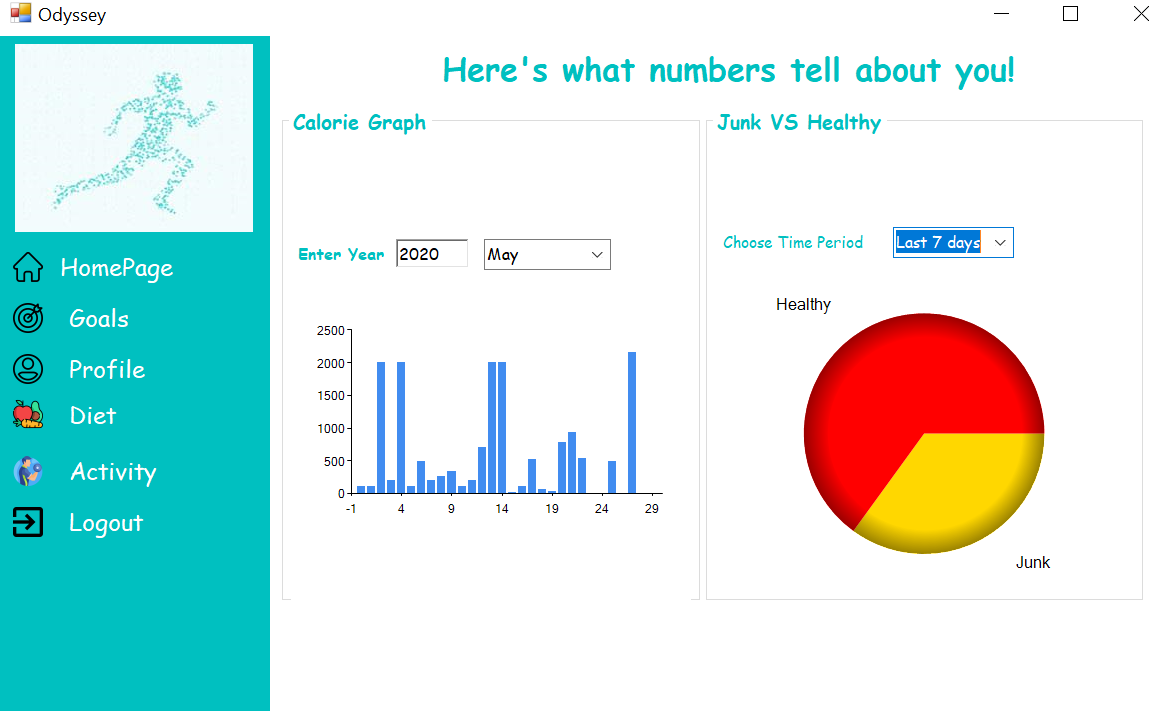 Odyssey
Here's what numbers tell about you!
HomePage
Goals
Profile
Diet
Activity
Logout
Calorie Graph
Enter Year 2020 May
2500
2000
1500
1000
500
0
-1 4 9 14 19 24 29
Junk VS Healthy
Choose Time Period Last 7 days
Healthy
Junk